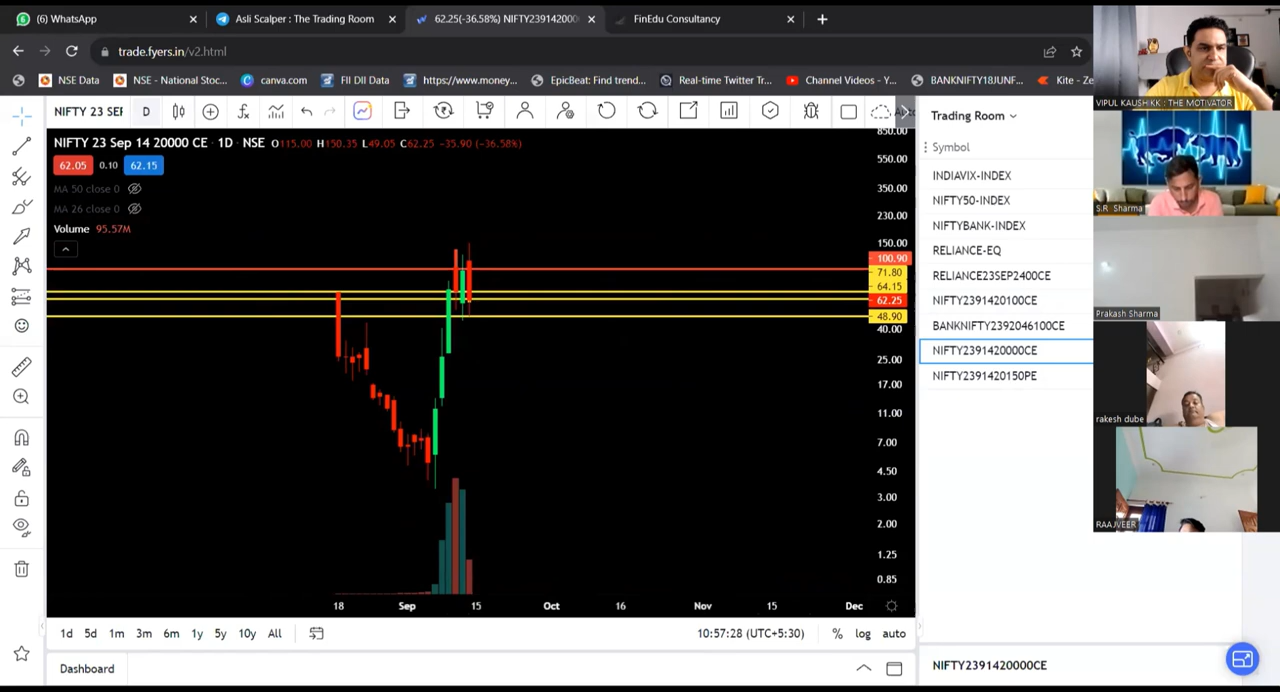 (6) WhatsApp
Asli Scalper : The Trading Room
62.25(-36.58%) NIFTY2391420000
FinEdu Consultancy
trade.fyers.in/v2.html
NSE Data
NSE - National Stoc...
canva.com
FII DII Data
https://www.money...
EpicBeat: Find trend...
Real-time Twitter Tr...
Channel Videos - Y...
BANKNIFTY18JUNF...
Kite - Ze
NIFTY 23 SEP
D
NIFTY 23 Sep 14 20000 CE · 1D · NSE O115.00 H150.35 L49.05 C62.25 -35.90 (-36.58%)
62.05 0.10 62.15
MA 50 close 0
MA 26 close 0
Volume 95.57M
850.00
550.00
350.00
230.00
150.00
100.90
71.80
64.15
62.25
48.90
40.00
25.00
17.00
11.00
7.00
4.50
3.00
2.00
1.25
0.85
18 Sep 15 Oct 16 Nov 15 Dec
1d 5d 1m 3m 6m 1y 5y 10y All
10:57:28 (UTC+5:30) % log auto
Dashboard
Trading Room
Symbol
INDIAVIX-INDEX
NIFTY50-INDEX
NIFTYBANK-INDEX
RELIANCE-EQ
RELIANCE23SEP2400CE
NIFTY2391420100CE
BANKNIFTY2392046100CE
NIFTY2391420000CE
NIFTY2391420150PE
NIFTY2391420000CE
VIPUL KAUSHIKK : THE MOTIVATOR
S.R Sharma
Prakash Sharma
rakesh dube
RAAJVEER